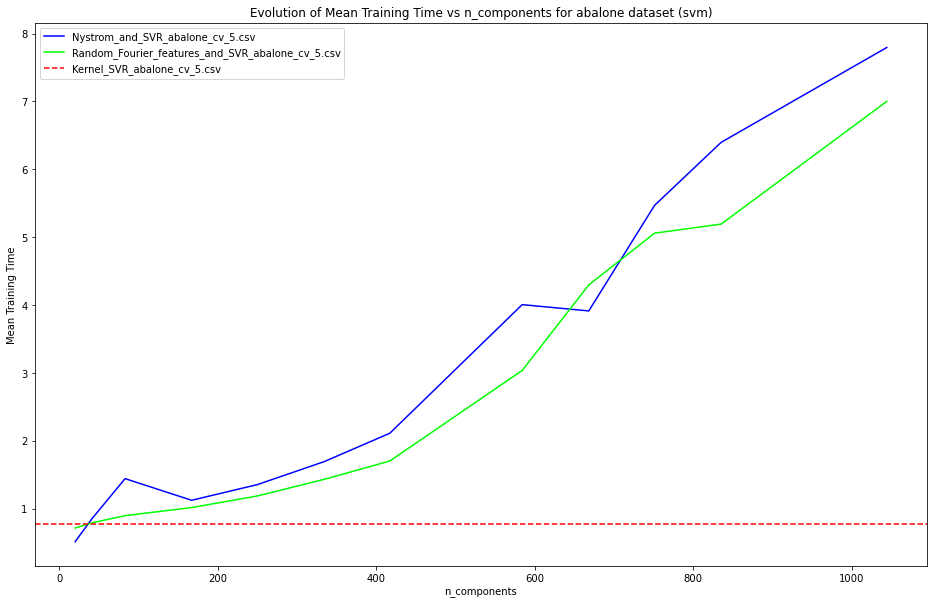 Evolution of Mean Training Time vs n_components for abalone dataset (svm)
Nystrom_and_SVR_abalone_cv_5.csv
Random_Fourier_features_and_SVR_abalone_cv_5.csv
Kernel_SVR_abalone_cv_5.csv
8
7
6
5
4
3
2
1
Mean Training Time
0 200 400 600 800 1000
n_components